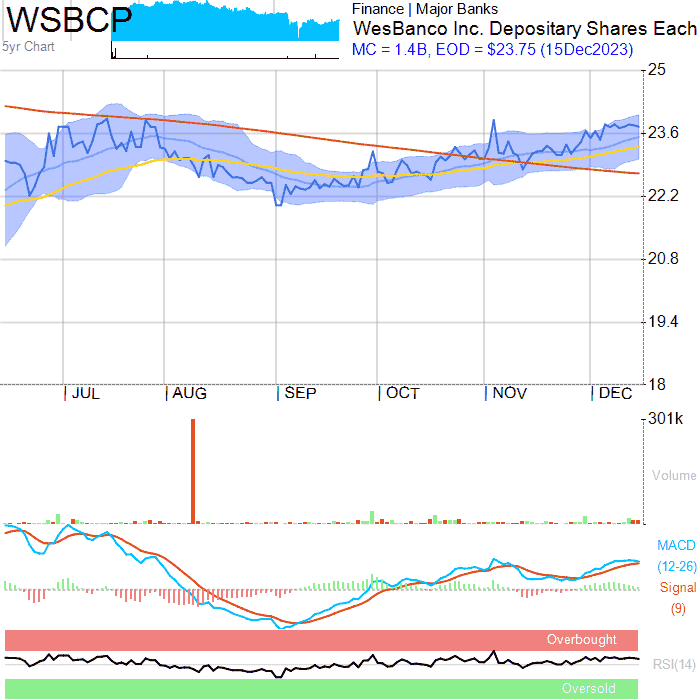 WSBCP
5yr Chart
Finance | Major Banks
WesBanco Inc. Depositary Shares Each
MC = 1.4B, EOD = $23.75 (15Dec2023)
25
23.6
22.2
20.8
19.4
18
JUL AUG SEP OCT NOV DEC
301k
Volume
MACD
(12-26)
Signal
(9)
Overbought
RSI(14)
Oversold